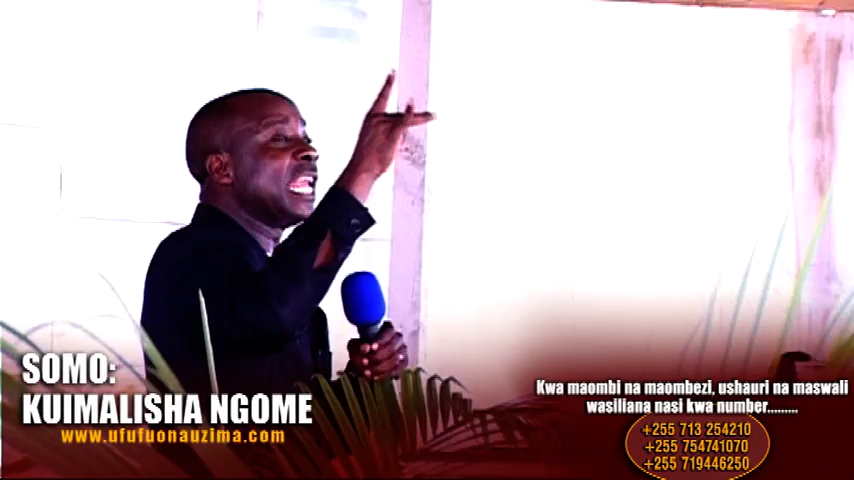 SOMO:
KUIMALISHA NGOME
www.ufufuonauzima.com
Kwa maombi na maombezi, ushauri na maswali
wasiliana nasi kwa number.........
+255 713 254210
+255 754741070
+255 719446250